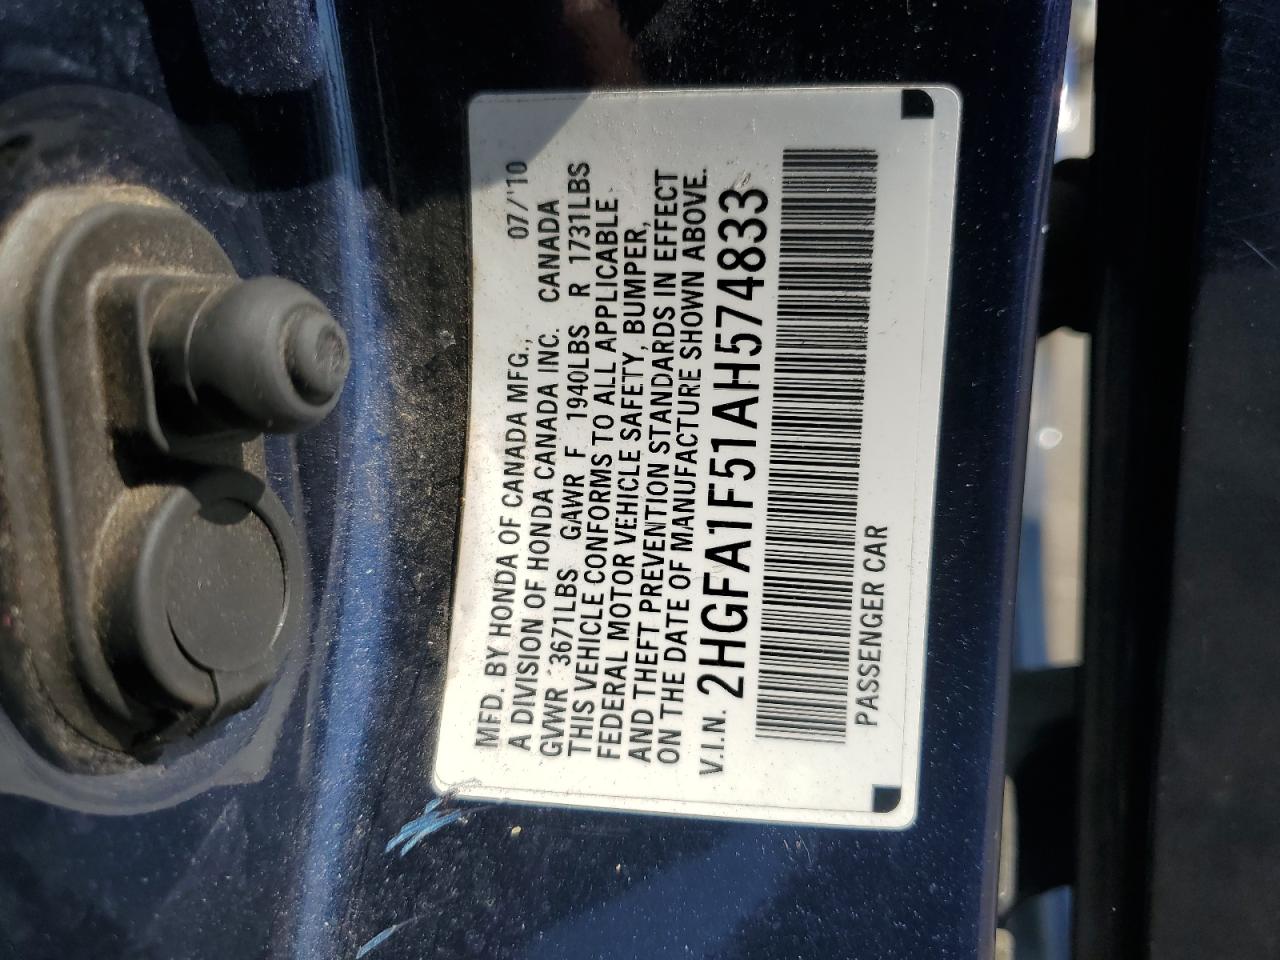 MFD. BY HONDA OF CANADA MFG., 07/'10
A DIVISION OF HONDA CANADA INC. CANADA
GVWR 3671LBS GAWR F 1940LBS R 1731LBS
THIS VEHICLE CONFORMS TO ALL APPLICABLE
FEDERAL MOTOR VEHICLE SAFETY, BUMPER,
AND THEFT PREVENTION STANDARDS IN EFFECT
ON THE DATE OF MANUFACTURE SHOWN ABOVE.
V.I.N. 2HGFA1F51AH574833
PASSENGER CAR